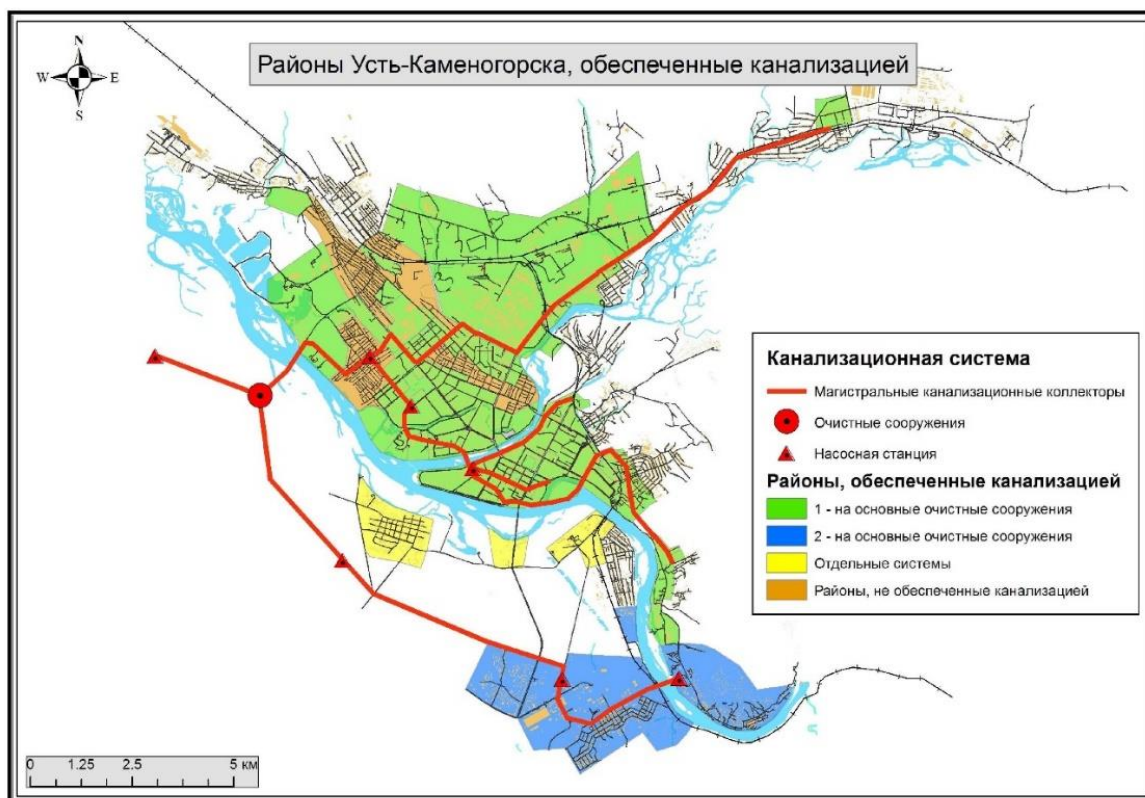 Районы Усть-Каменогорска, обеспеченные канализацией
N
W E
S
Канализационная система
Магистральные канализационные коллекторы
Очистные сооружения
Насосная станция
Районы, обеспеченные канализацией
1 - на основные очистные сооружения
2 - на основные очистные сооружения
Отдельные системы
Районы, не обеспеченные канализацией
0 1.25 2.5 5 км